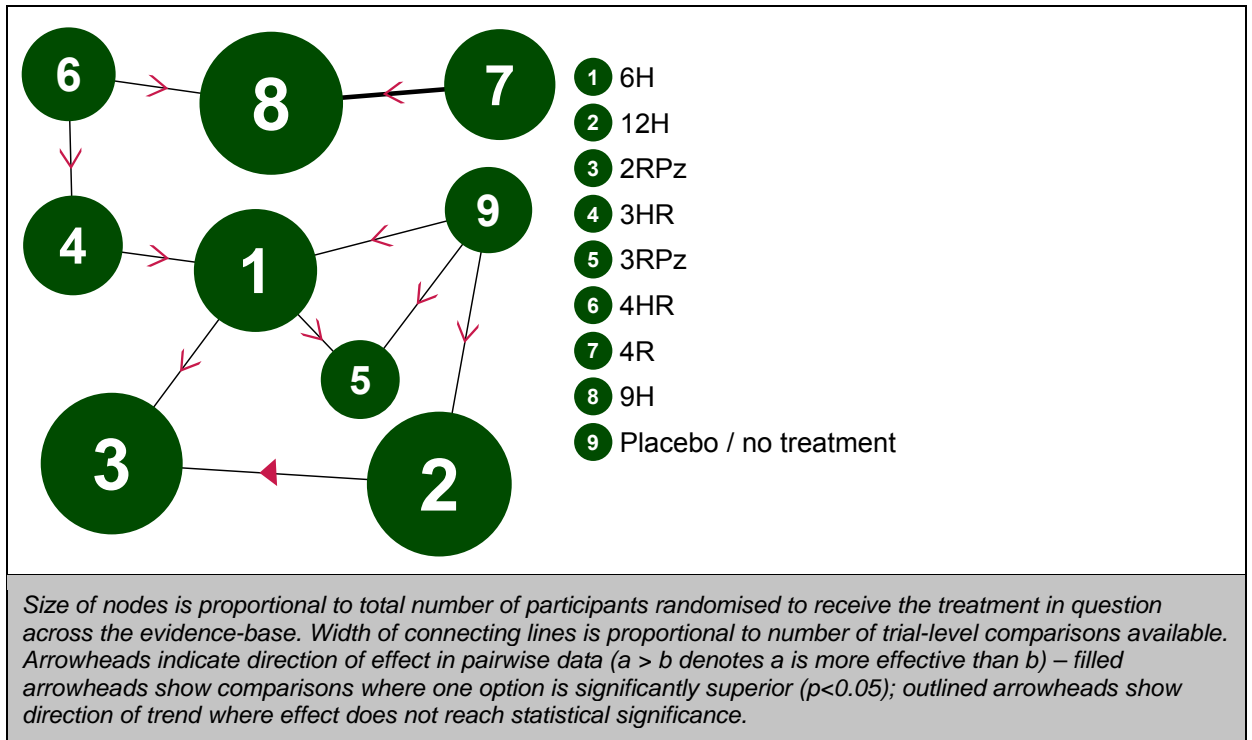 6
8
7
9
4
1
5
3
2
1 6H
2 12H
3 2RPz
4 3HR
5 3RPz
6 4HR
7 4R
8 9H
9 Placebo / no treatment
Size of nodes is proportional to total number of participants randomised to receive the treatment in question
across the evidence-base. Width of connecting lines is proportional to number of trial-level comparisons available.
Arrowheads indicate direction of effect in pairwise data (a > b denotes a is more effective than b) – filled
arrowheads show comparisons where one option is significantly superior (p<0.05); outlined arrowheads show
direction of trend where effect does not reach statistical significance.